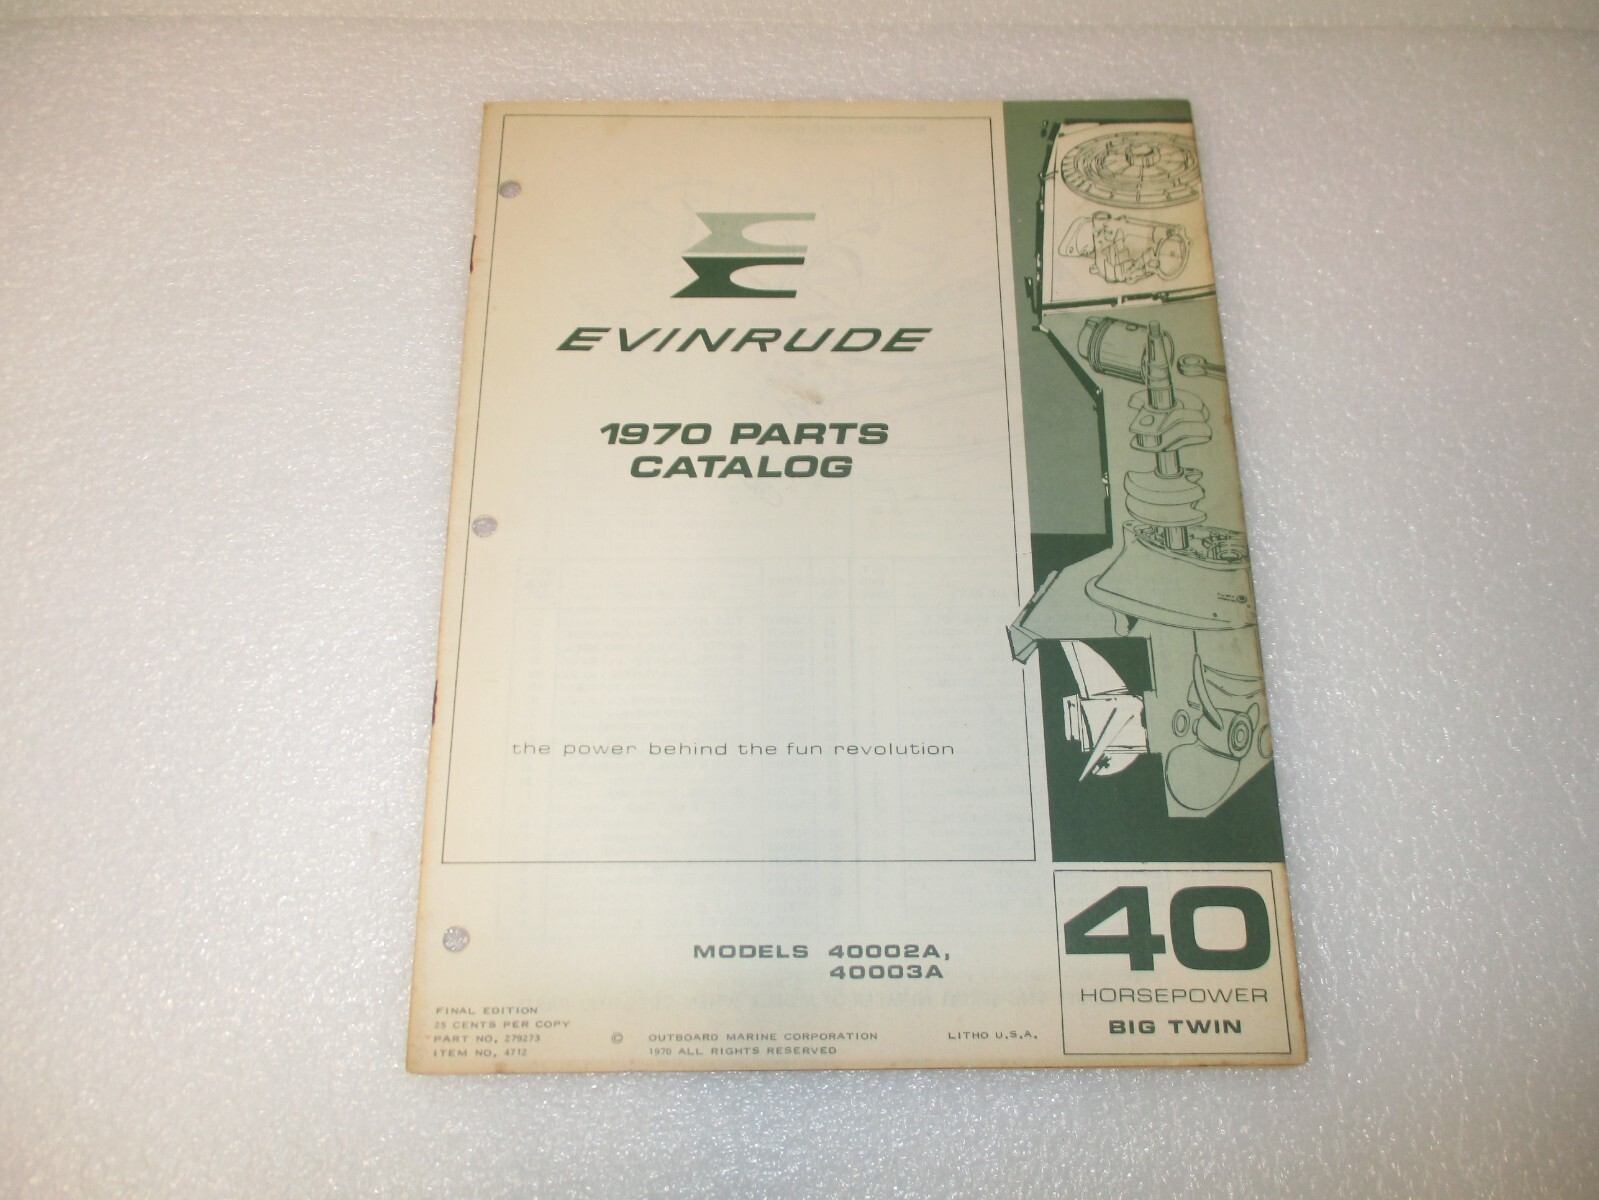 EVINRUDE
1970 PARTS
CATALOG
the power behind the fun revolution
MODELS 40002A,
40003A
40
HORSEPOWER
BIG TWIN
FINAL EDITION
25 CENTS PER COPY
PART NO. 279273
ITEM NO. 4712
© OUTBOARD MARINE CORPORATION
1970 ALL RIGHTS RESERVED
LITHO U.S.A.